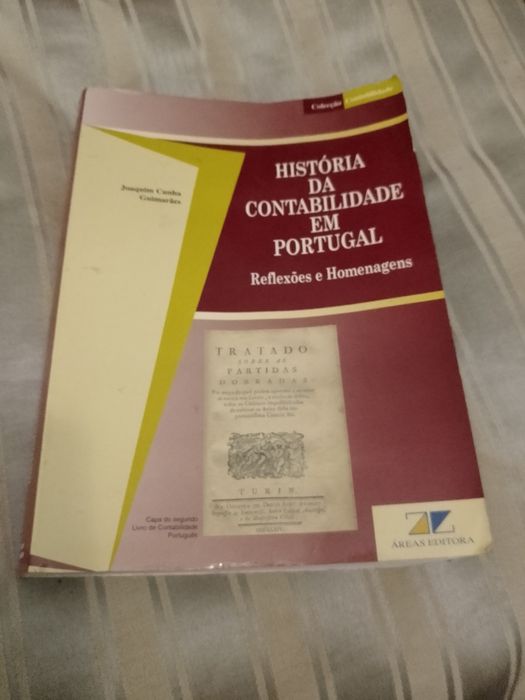 Colecção Contabilidade
Joaquim Cunha
Guimarães
HISTÓRIA
DA
CONTABILIDADE
EM
PORTUGAL
Reflexões e Homenagens
TRATADO
SOBRE AS
PARTIDAS
DOBRADAS
TURIN,
Capa do segundo
Livro de Contabilidade
Português
ÁREAS EDITORA